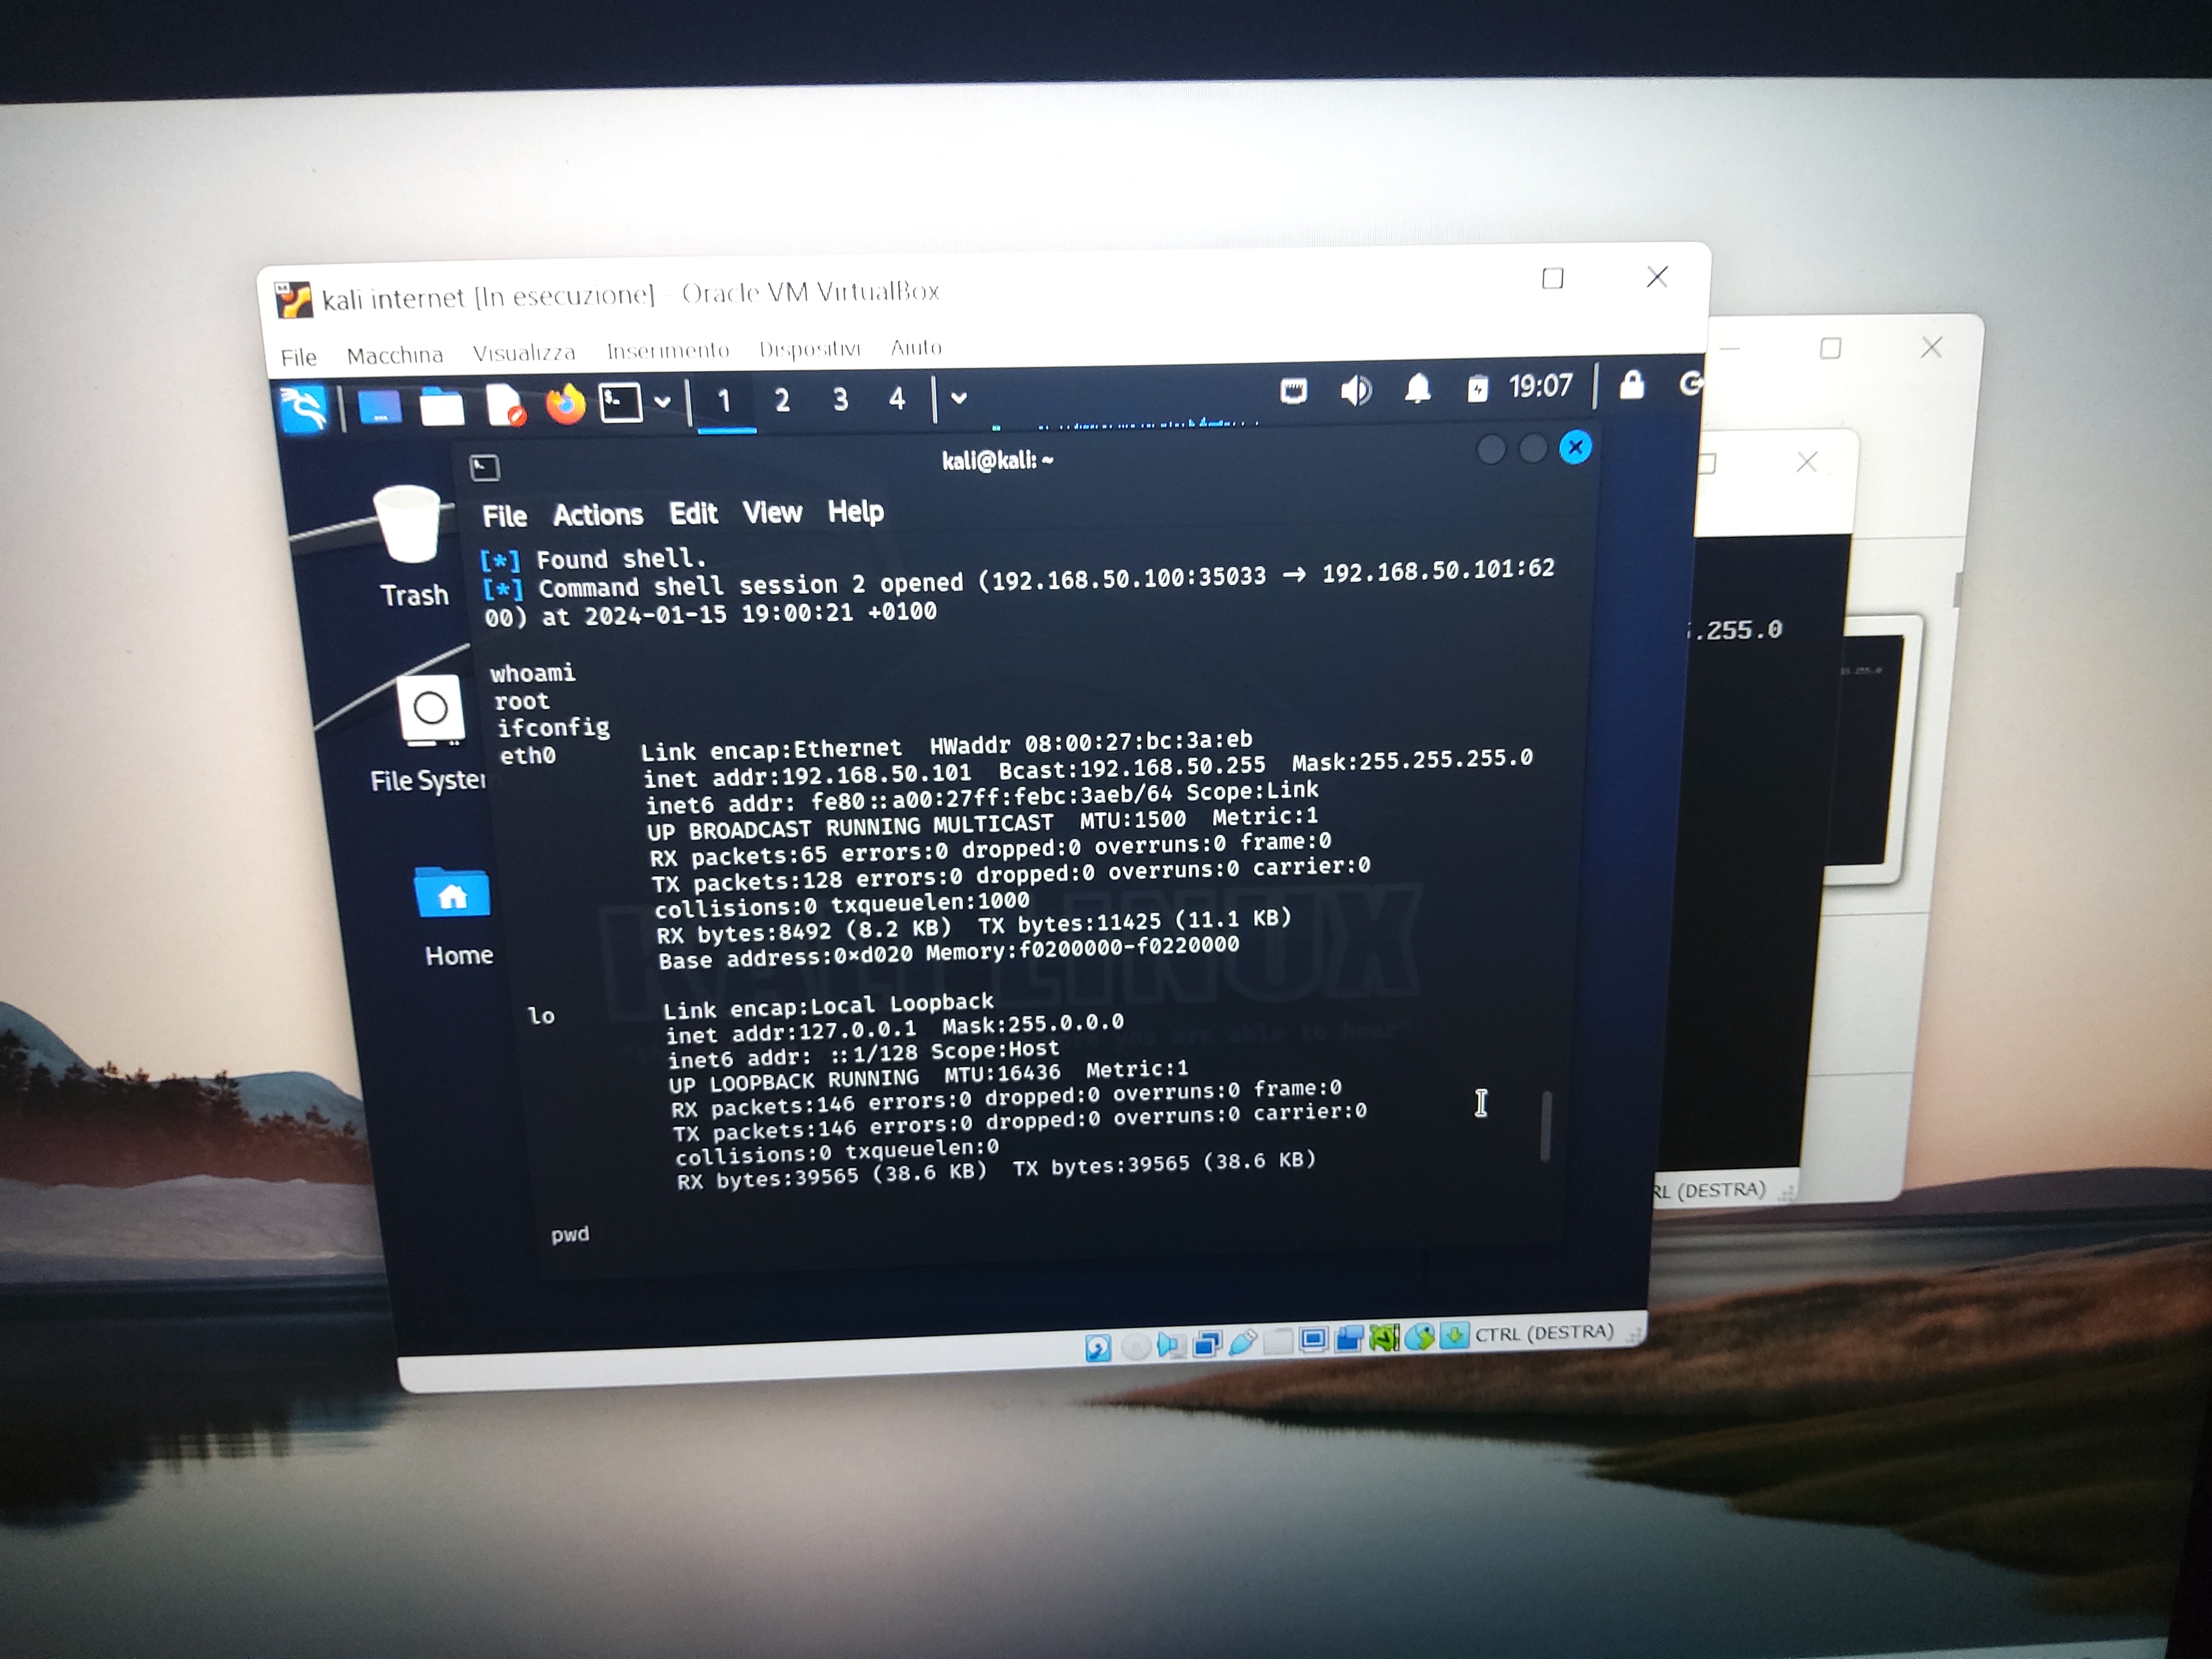 kali internet [In esecuzione] - Oracle VM VirtualBox
File Macchina Visualizza Inserimento Dispositivi Aiuto
1 2 3 4 19:07
kali@kali: ~
File Actions Edit View Help
[*] Found shell.
[*] Command shell session 2 opened (192.168.50.100:35033 → 192.168.50.101:62
00) at 2024-01-15 19:00:21 +0100
whoami
root
ifconfig
eth0 Link encap:Ethernet HWaddr 08:00:27:bc:3a:eb
inet addr:192.168.50.101 Bcast:192.168.50.255 Mask:255.255.255.0
inet6 addr: fe80::a00:27ff:febc:3aeb/64 Scope:Link
UP BROADCAST RUNNING MULTICAST MTU:1500 Metric:1
RX packets:65 errors:0 dropped:0 overruns:0 frame:0
TX packets:128 errors:0 dropped:0 overruns:0 carrier:0
collisions:0 txqueuelen:1000
RX bytes:8492 (8.2 KB) TX bytes:11425 (11.1 KB)
Base address:0×d020 Memory:f0200000-f0220000
lo Link encap:Local Loopback
inet addr:127.0.0.1 Mask:255.0.0.0
inet6 addr: ::1/128 Scope:Host
UP LOOPBACK RUNNING MTU:16436 Metric:1
RX packets:146 errors:0 dropped:0 overruns:0 frame:0
TX packets:146 errors:0 dropped:0 overruns:0 carrier:0
collisions:0 txqueuelen:0
RX bytes:39565 (38.6 KB) TX bytes:39565 (38.6 KB)
pwd
Trash
File System
Home
KALI LINUX
you are able to hear
CTRL (DESTRA)
.255.0
RL (DESTRA)